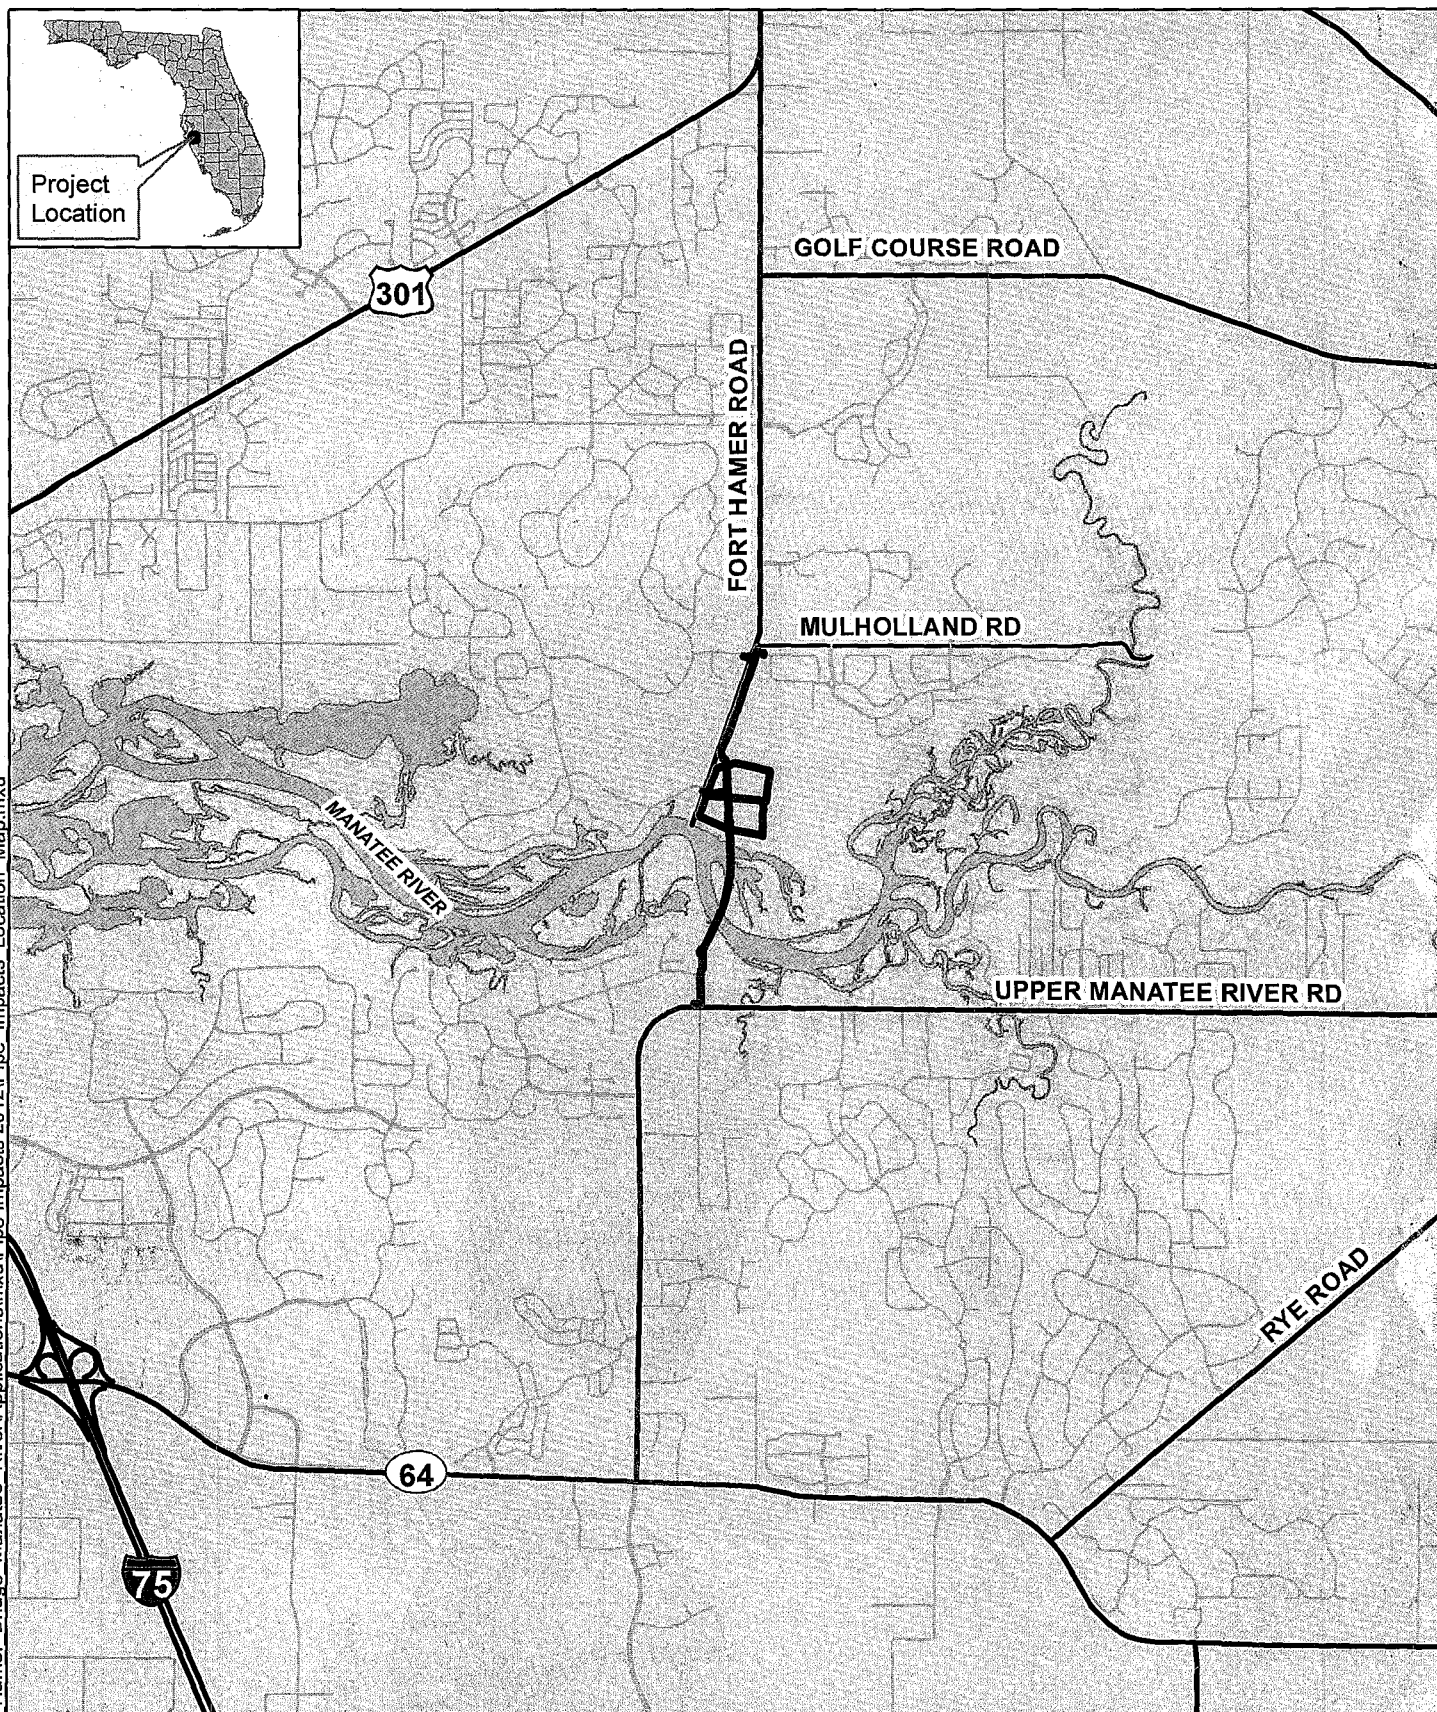 Project
Location
301
GOLF COURSE ROAD
FORT HAMER ROAD
MULHOLLAND RD
MANATEE RIVER
UPPER MANATEE RIVER RD
RYE ROAD
64
75